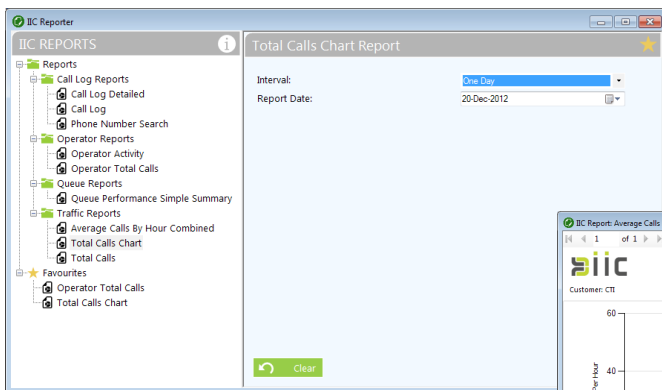 IIC Reporter
IIC REPORTS
Total Calls Chart Report
Reports
Call Log Reports
Call Log Detailed
Call Log
Phone Number Search
Operator Reports
Operator Activity
Operator Total Calls
Queue Reports
Queue Performance Simple Summary
Traffic Reports
Average Calls By Hour Combined
Total Calls Chart
Total Calls
Favourites
Operator Total Calls
Total Calls Chart
Interval:
One Day
Report Date:
20-Dec-2012
Clear
IIC Report: Average Calls
1 of 1
iic
Customer: CTI
60
40
Per Hour